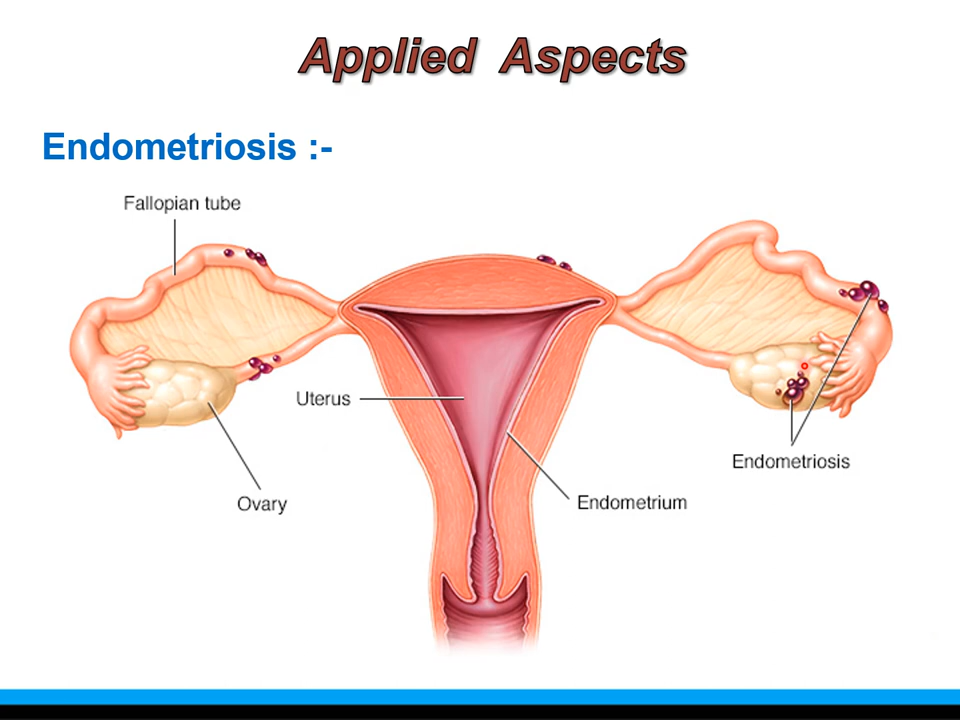 Applied Aspects
Endometriosis :-
Fallopian tube
Uterus
Ovary
Endometrium
Endometriosis